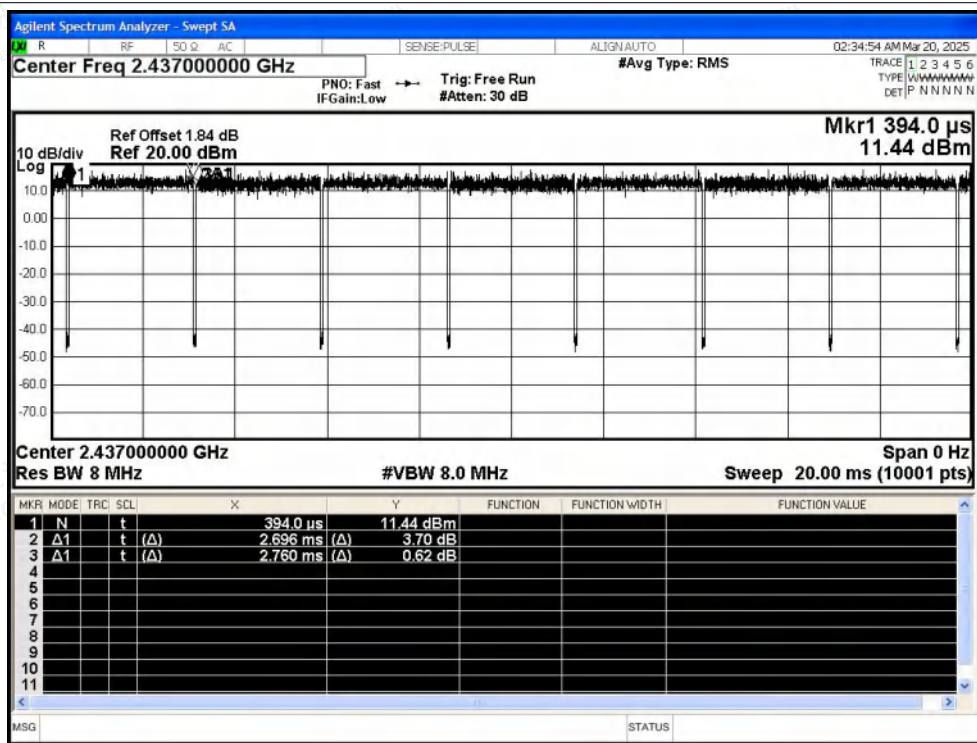 Agilent Spectrum Analyzer - Swept SA
R RF 50 Ω AC SENSE:PULSE ALIGN AUTO 02:34:54 AM Mar 20, 2025
Center Freq 2.437000000 GHz #Avg Type: RMS TRACE 1 2 3 4 5 6
PNO: Fast Trig: Free Run TYPE WWWWWW
IFGain:Low #Atten: 30 dB DET P N N N N N
Mkr1 394.0 µs
Ref Offset 1.84 dB
10 dB/div Ref 20.00 dBm 11.44 dBm
Log
1
3Δ1
10.0
0.00
-10.0
-20.0
-30.0
-40.0
-50.0
-60.0
-70.0
Center 2.437000000 GHz Span 0 Hz
Res BW 8 MHz #VBW 8.0 MHz Sweep 20.00 ms (10001 pts)
MKR MODE TRC SCL X Y FUNCTION FUNCTION WIDTH FUNCTION VALUE
1 N t 394.0 µs 11.44 dBm
2 Δ1 t (Δ) 2.696 ms (Δ) 3.70 dB
3 Δ1 t (Δ) 2.760 ms (Δ) 0.62 dB
4
5
6
7
8
9
10
11
MSG STATUS